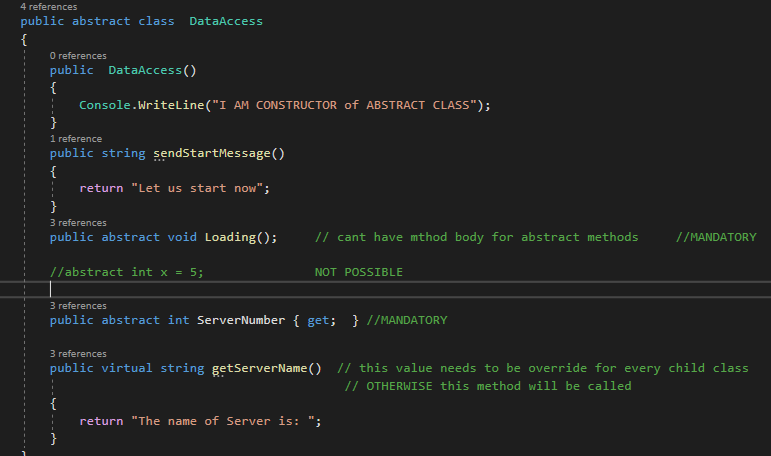 4 references
public abstract class  DataAccess
{
0 references
public  DataAccess()
{
Console.WriteLine("I AM CONSTRUCTOR of ABSTRACT CLASS");
}
1 reference
public string sendStartMessage()
{
return "Let us start now";
}
3 references
public abstract void Loading();     // cant have mthod body for abstract methods     //MANDATORY
//abstract int x = 5;               NOT POSSIBLE
3 references
public abstract int ServerNumber { get;  } //MANDATORY
3 references
public virtual string getServerName()  // this value needs to be override for every child class
// OTHERWISE this method will be called
{
return "The name of Server is: ";
}
}